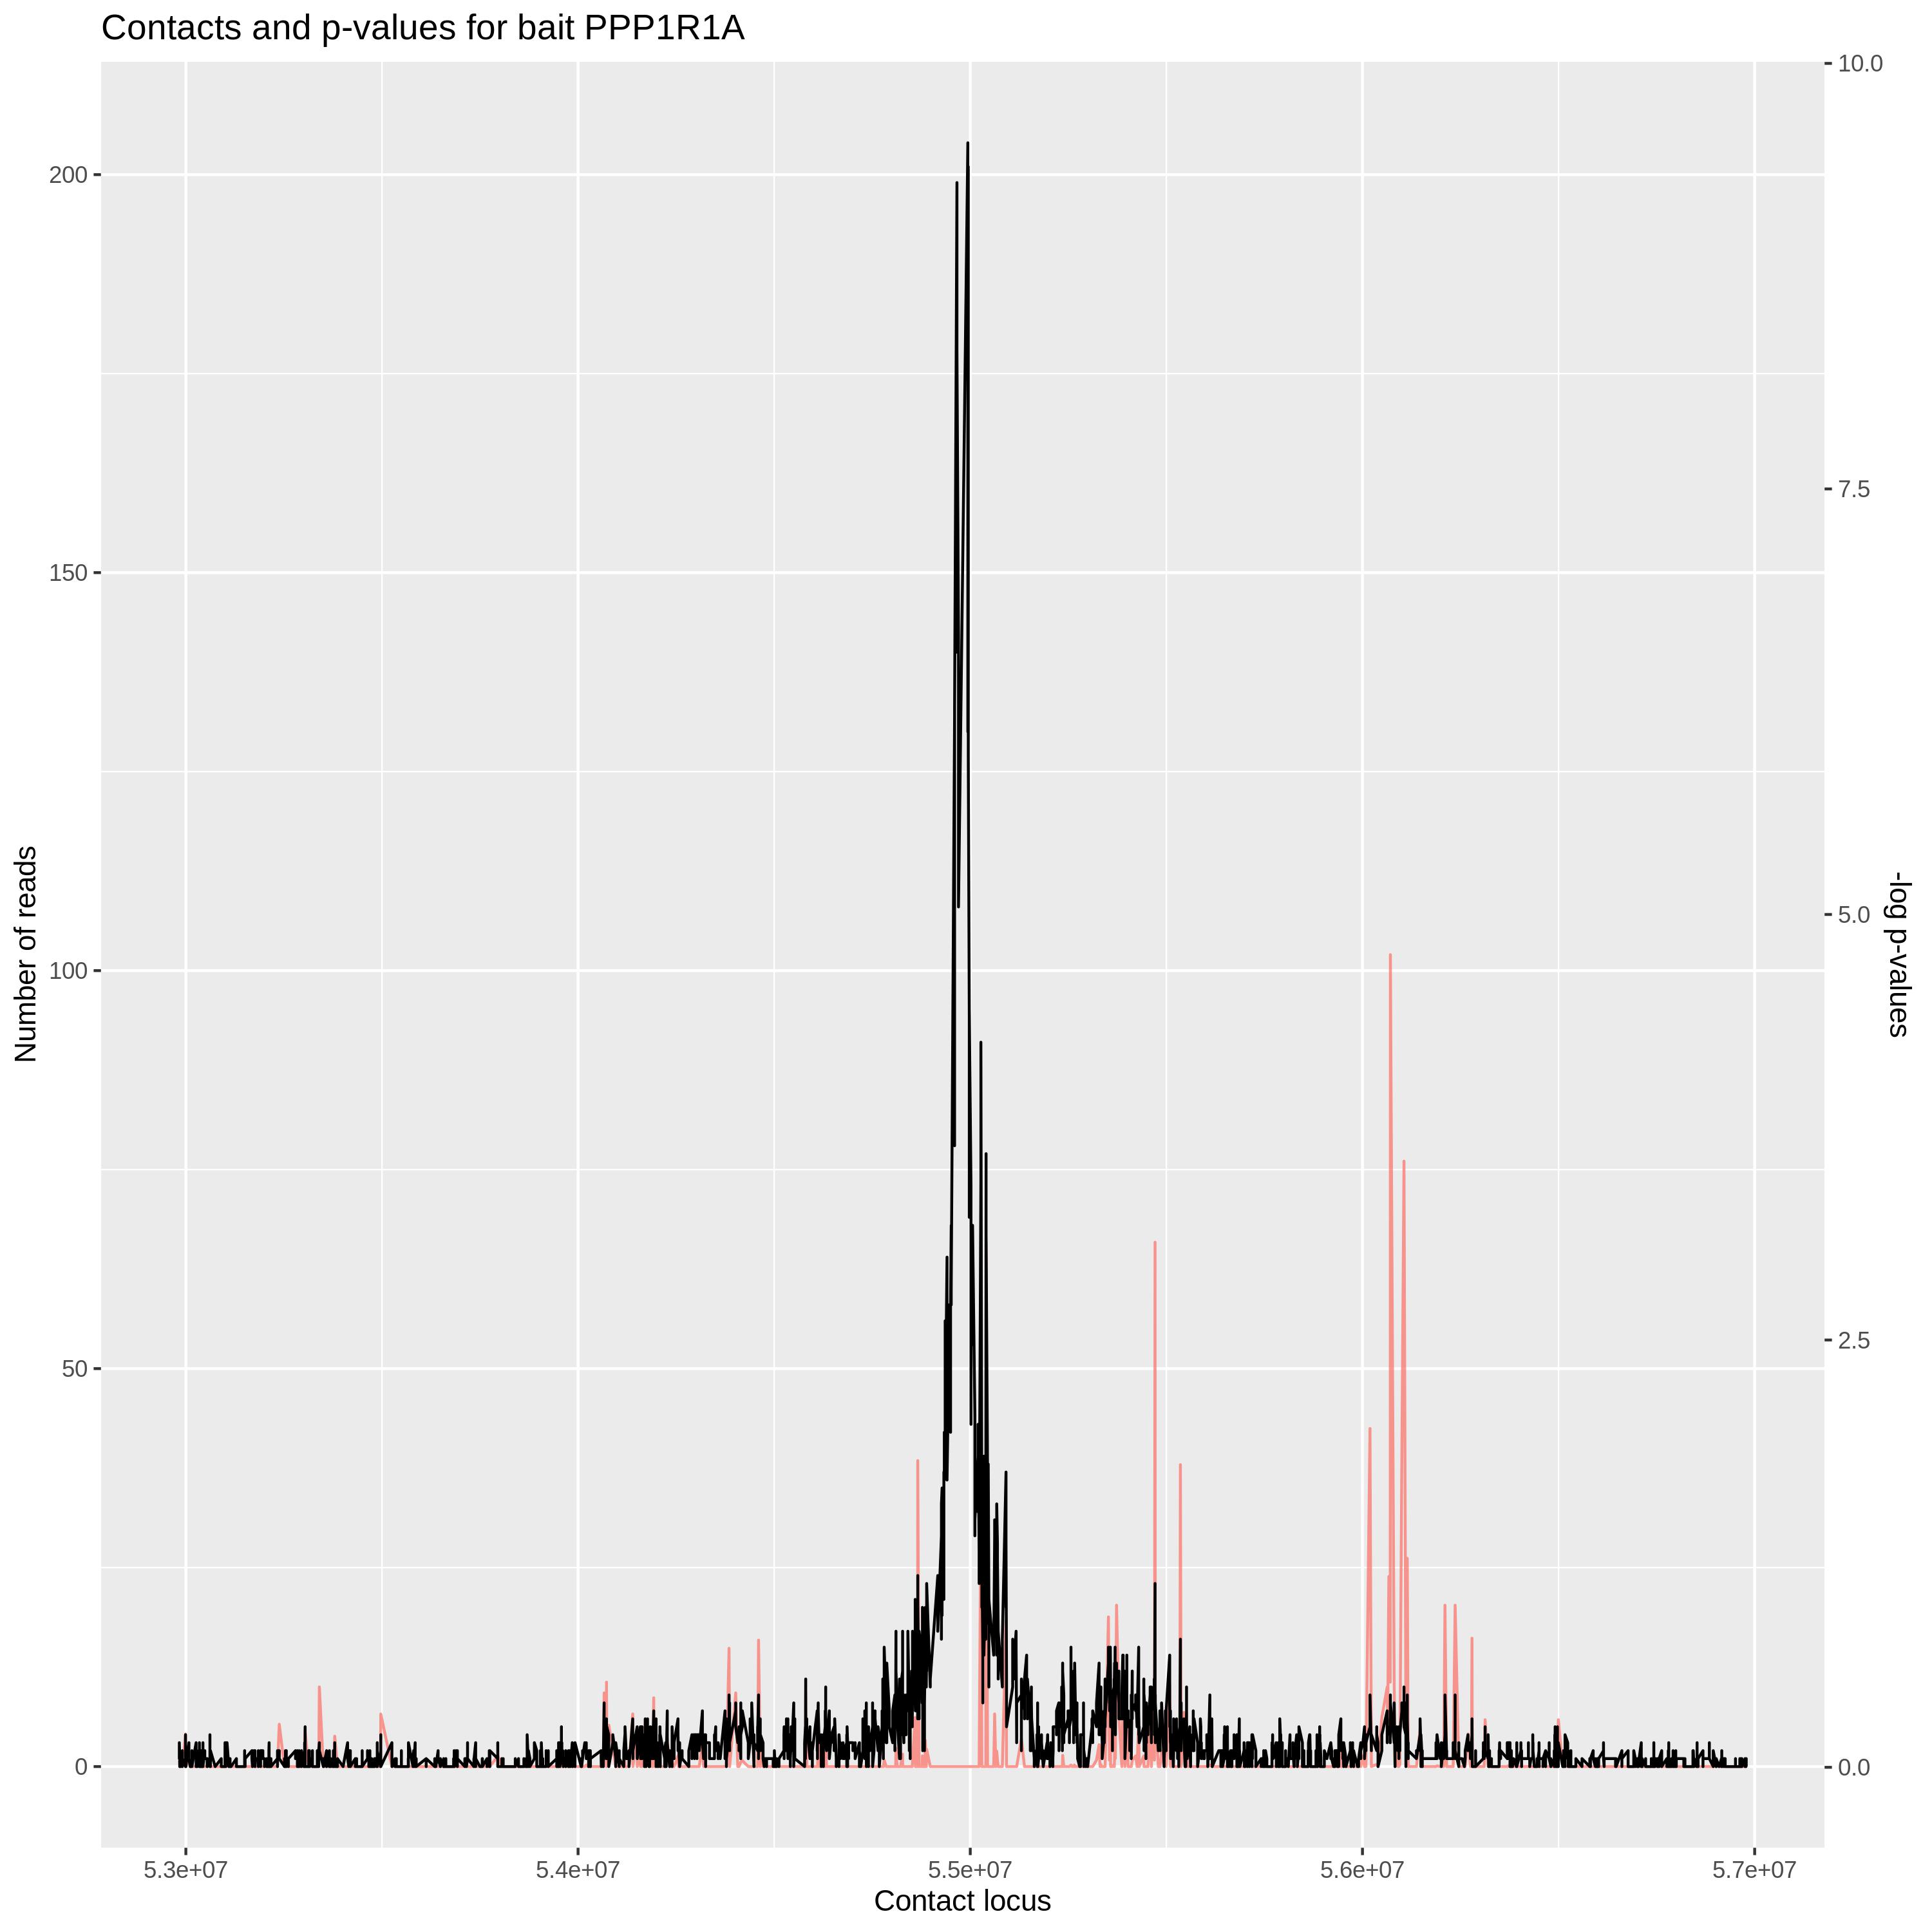 Contacts and p-values for bait PPP1R1A
10.0
200
7.5
150
Number of reads
5.0
-log p-values
100
2.5
50
0
0.0
5.3e+07
5.4e+07
5.5e+07
5.6e+07
5.7e+07
Contact locus